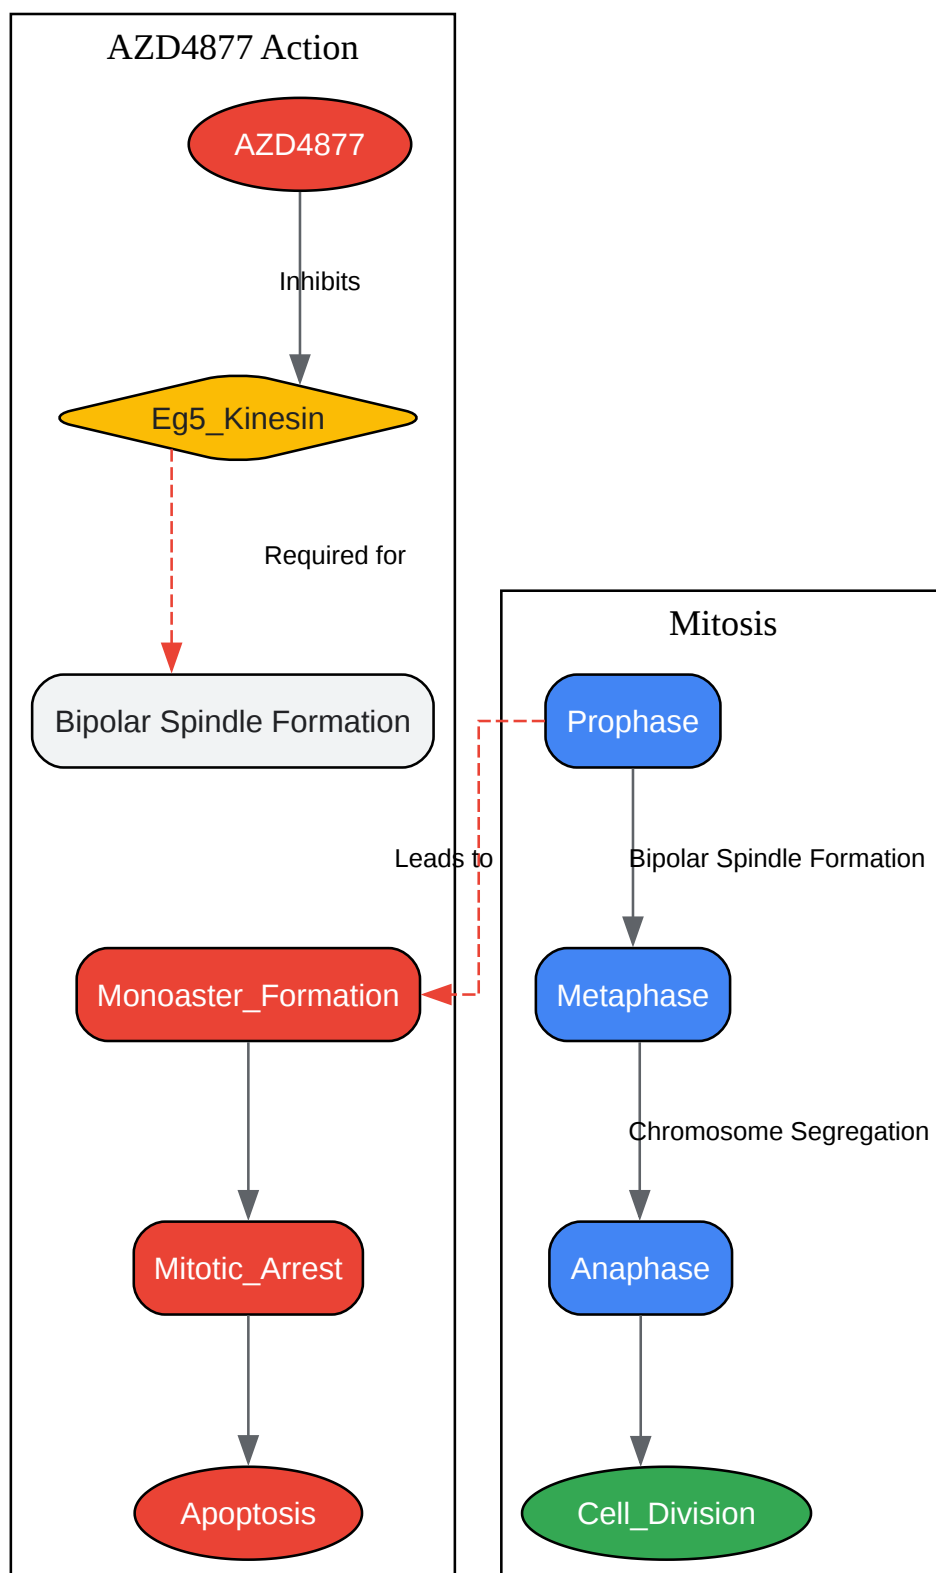 AZD4877 Action
AZD4877
Inhibits
Eg5_Kinesin
Required for
Bipolar Spindle Formation
Leads to
Monoaster_Formation
Mitotic_Arrest
Apoptosis
Mitosis
Prophase
Bipolar Spindle Formation
Metaphase
Chromosome Segregation
Anaphase
Cell_Division